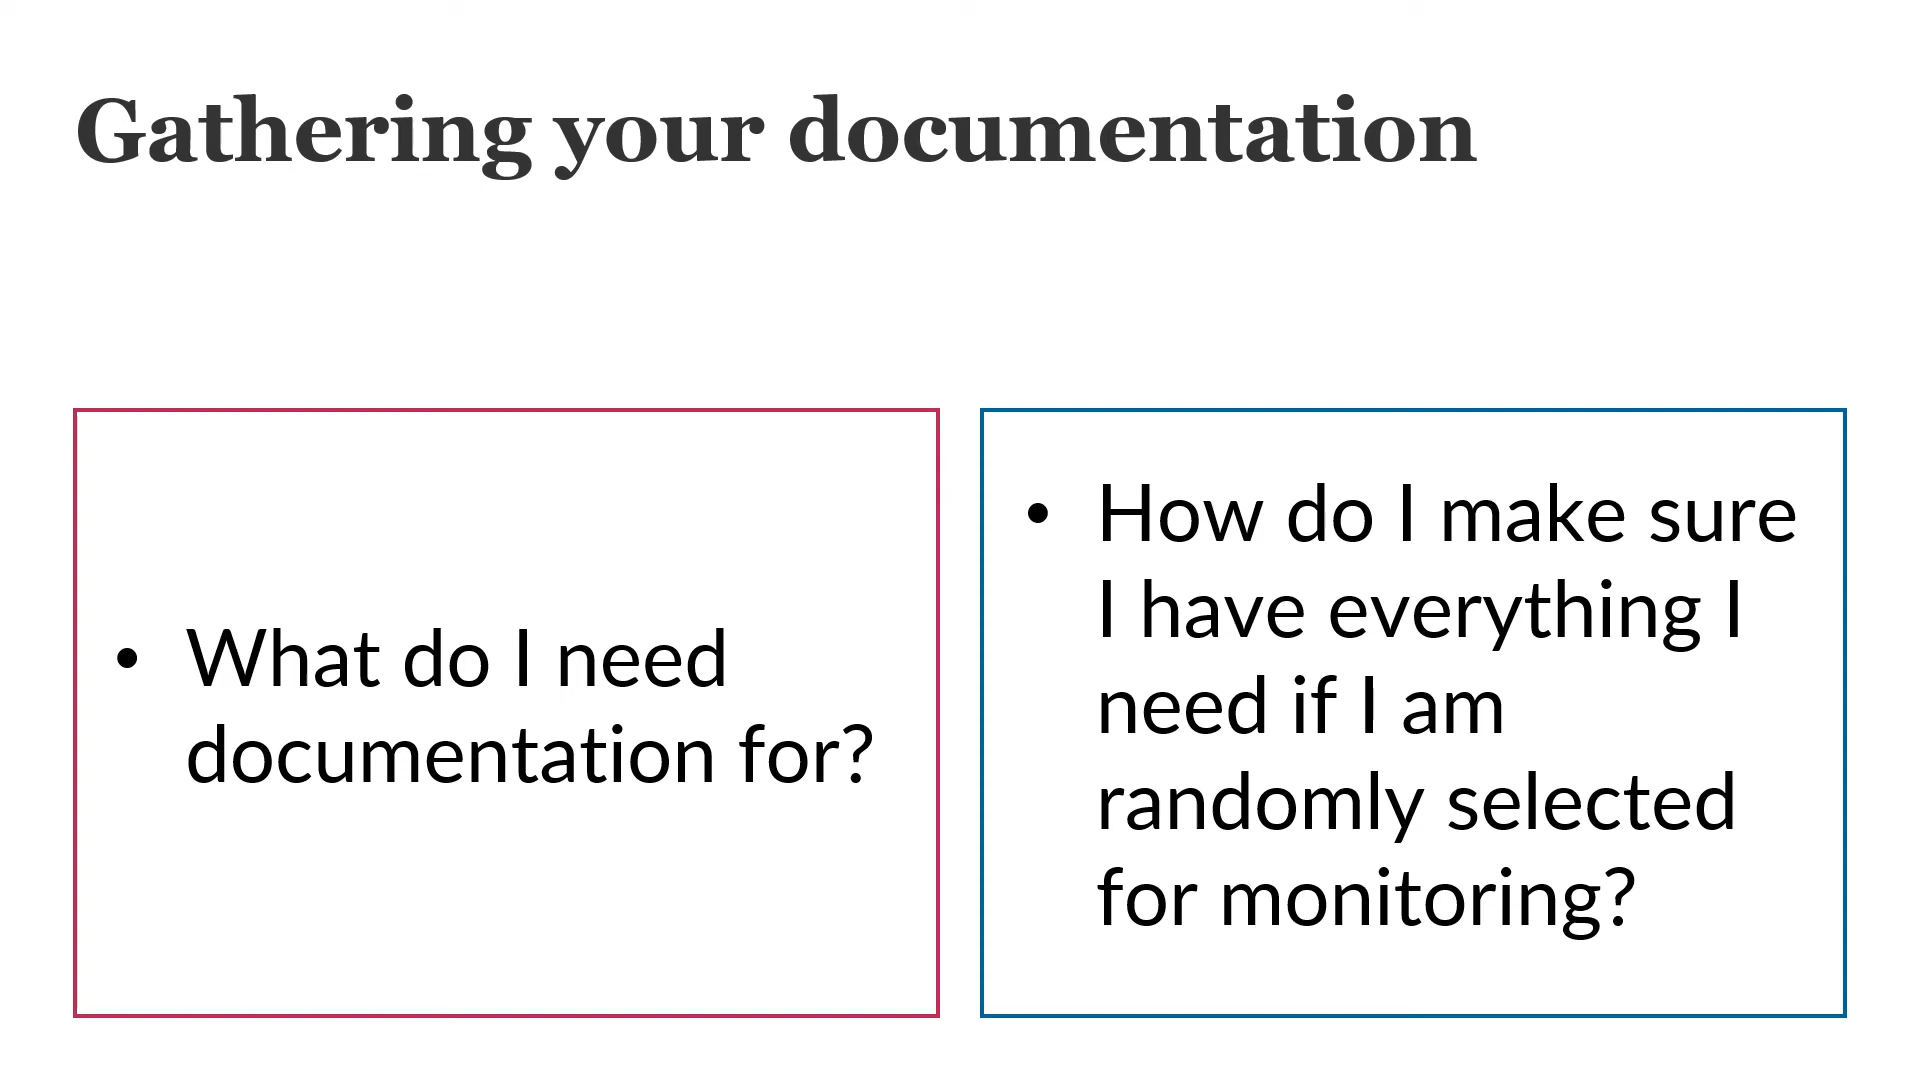 Gathering your documentation
• What do I need
documentation for?
• How do I make sure
I have everything I
need if I am
randomly selected
for monitoring?